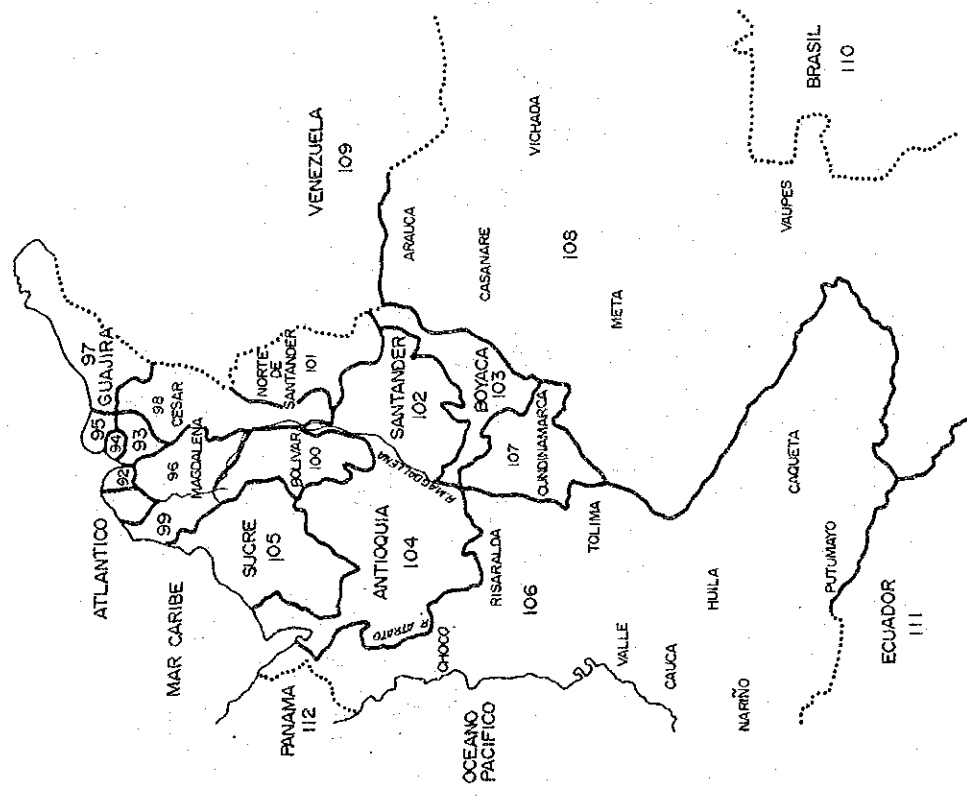 97
GUAJIRA
95
94
92
93
98
CESAR
ATLANTICO
99
96
MAGDALENA
MAR CARIBE
SUCRE
105
BOLIVAR
100
NORTE
DE
SANTANDER
101
VENEZUELA
109
PANAMA
112
R. ATRATO
ANTIOQUIA
104
R.MAGDALLENA
SANTANDER
102
ARAUCA
CHOCO
OCEANO
PACIFICO
RISARALDA
106
BOYACA
103
107
CUNDINAMARCA
CASANARE
VICHADA
108
TOLIMA
META
VALLE
CAUCA
HUILA
NARIÑO
CAQUETA
VAUPES
BRASIL
110
PUTUMAYO
ECUADOR
111